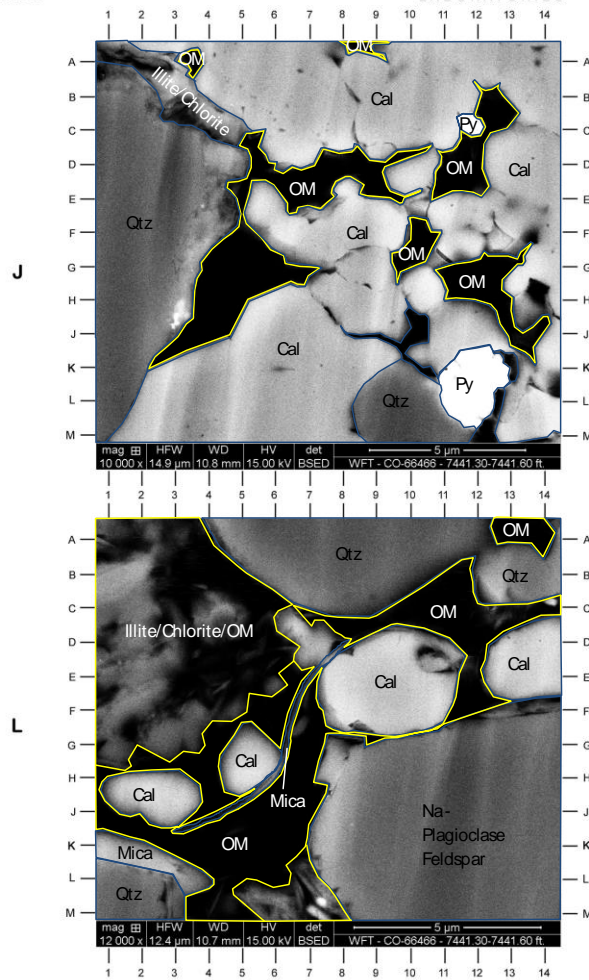 1 2 3 4 5 6 7 8 9 10 11 12 13 14
J
A A
B B
C C
D D
E E
F F
G G
H H
J J
K K
L L
M M
OM
OM
Illite/Chlorite
Cal
Py
OM
OM
Cal
Qtz
Cal
OM
OM
Cal
Qtz
Py
mag HFW WD HV det 5 µm
10 000 x 14.9 µm 10.8 mm 15.00 kV BSED WFT - CO-66466 - 7441.30-7441.60 ft.
1 2 3 4 5 6 7 8 9 10 11 12 13 14
L
A A
B B
C C
D D
E E
F F
G G
H H
J J
K K
L L
M M
OM
Qtz
Qtz
OM
Illite/Chlorite/OM
Cal
Cal
Cal
Cal
Mica
OM
Na-
Plagioclase
Feldspar
Mica
Qtz
mag HFW WD HV det 5 µm
12 000 x 12.4 µm 10.7 mm 15.00 kV BSED WFT - CO-66466 - 7441.30-7441.60 ft.
1 2 3 4 5 6 7 8 9 10 11 12 13 14